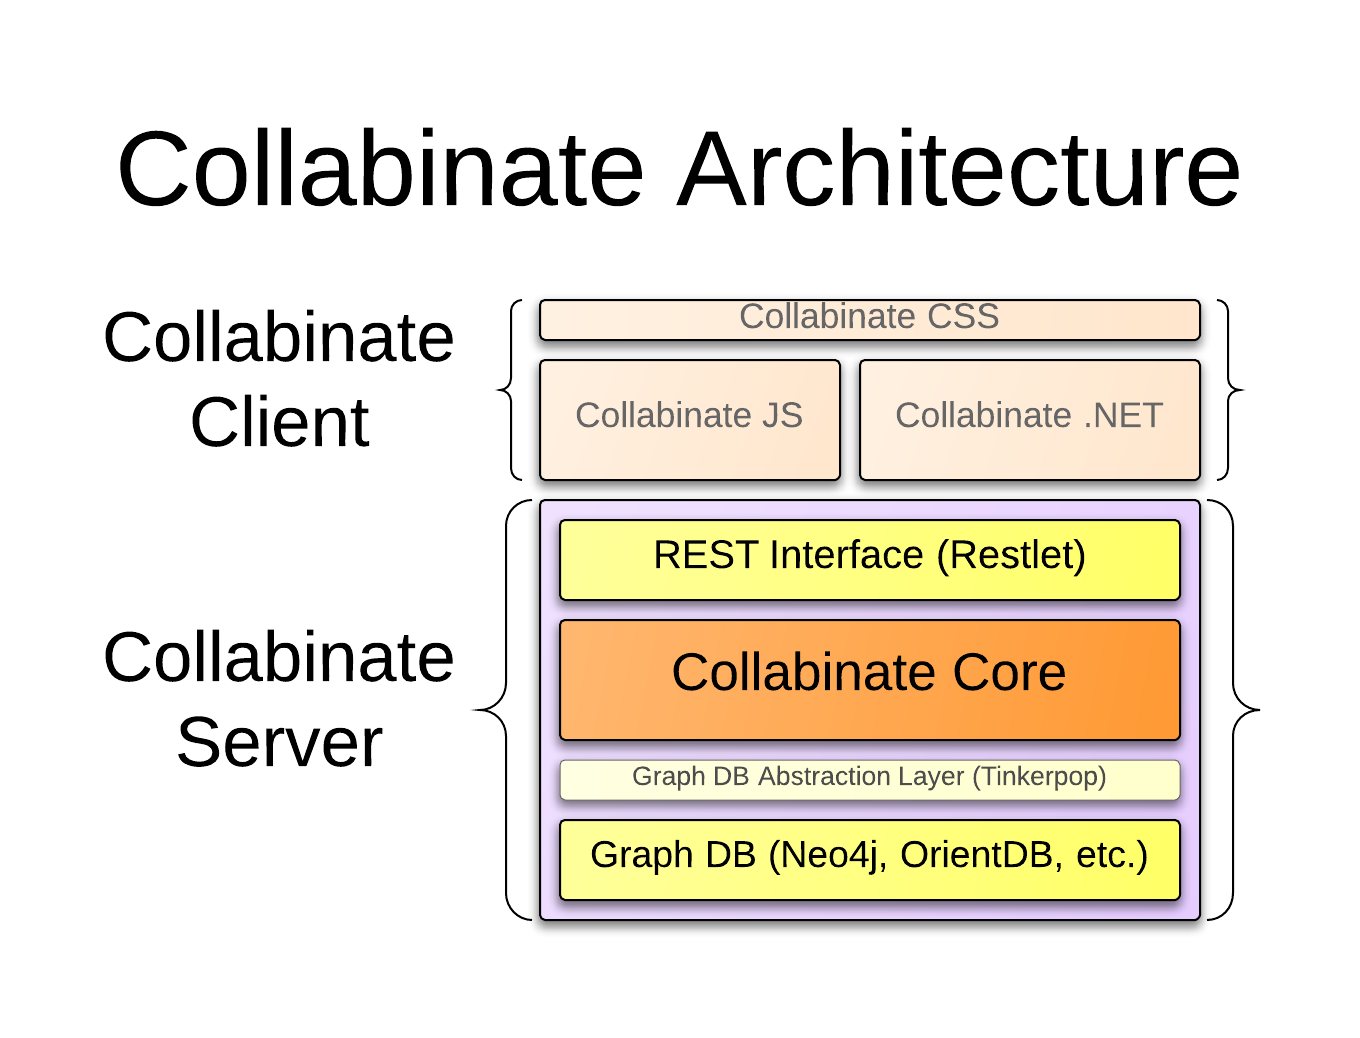 Collabinate Architecture
Collabinate
Client
Collabinate CSS
Collabinate JS
Collabinate .NET
Collabinate
Server
REST Interface (Restlet)
Collabinate Core
Graph DB Abstraction Layer (Tinkerpop)
Graph DB (Neo4j, OrientDB, etc.)